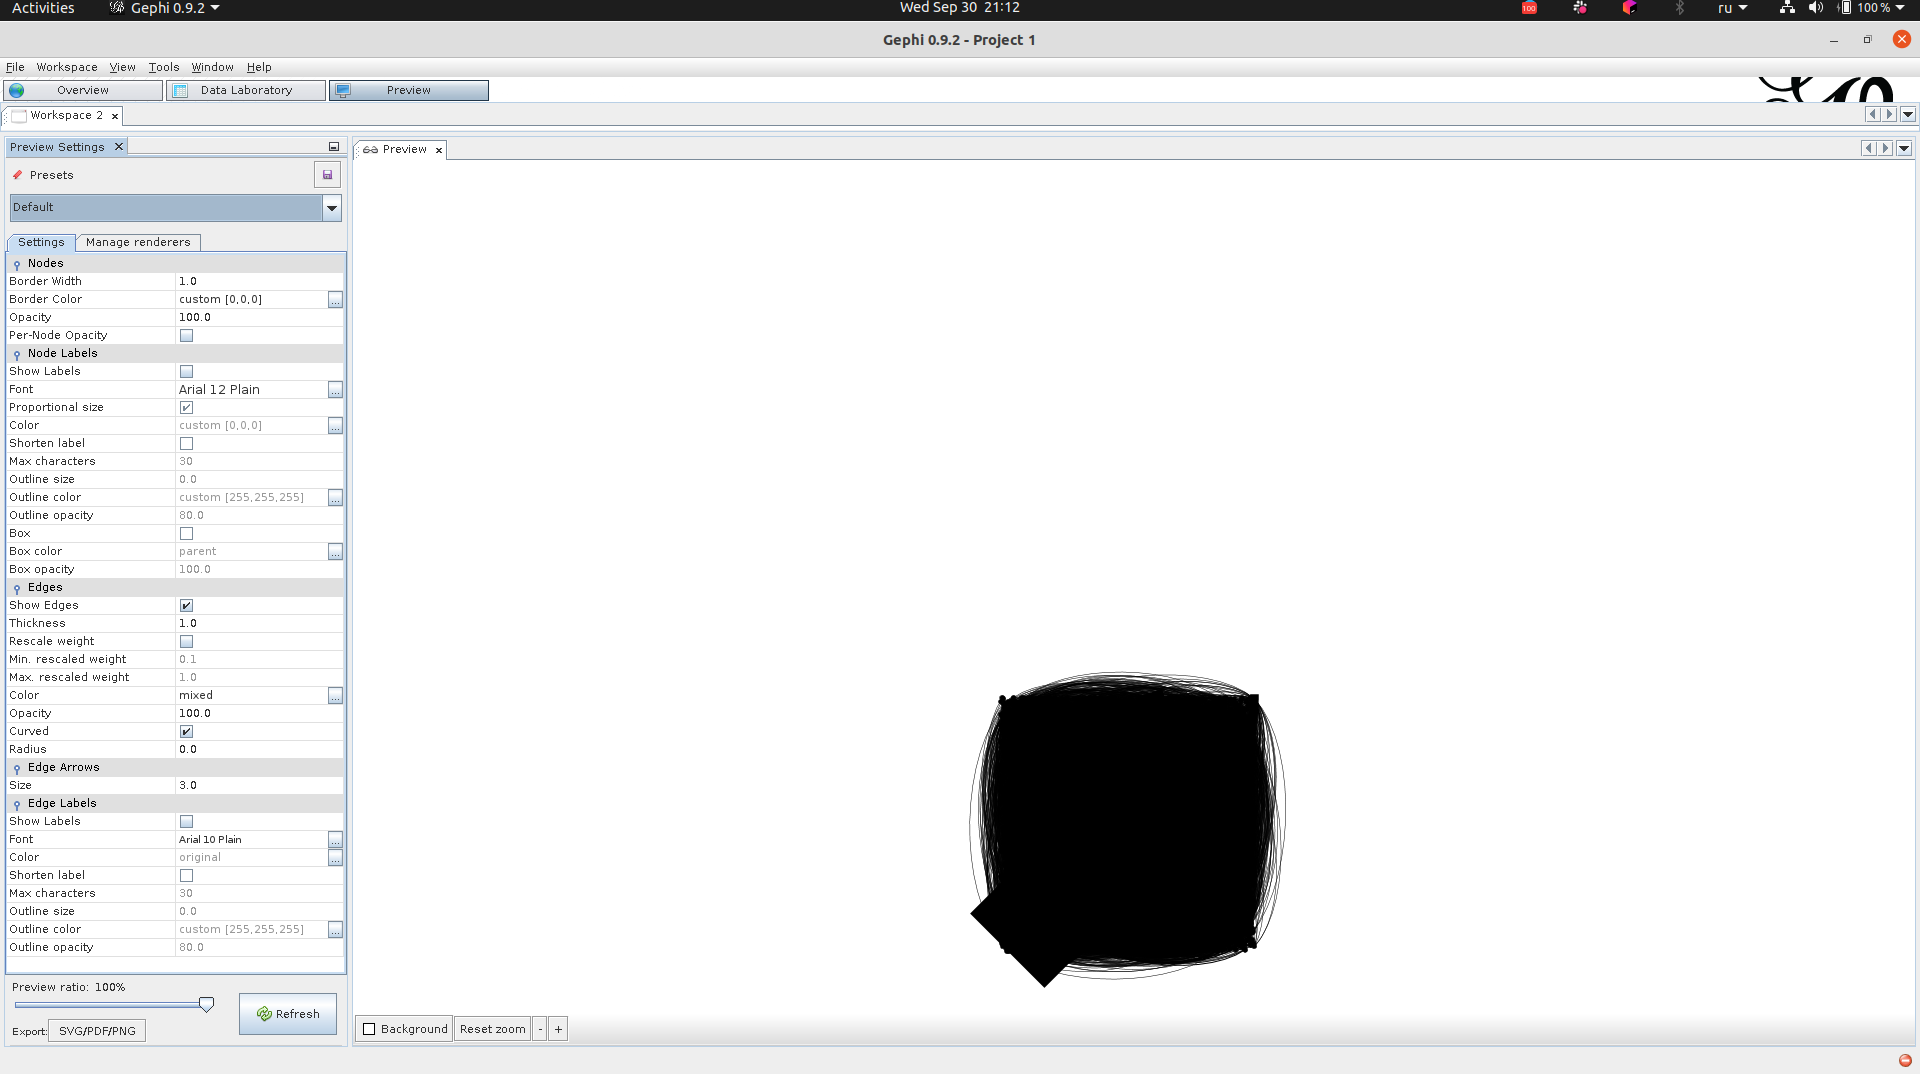 Activities Gephi 0.9.2 Wed Sep 30 21:12 100 ru 100 %
Gephi 0.9.2 - Project 1
File Workspace View Tools Window Help
Overview Data Laboratory Preview
Workspace 2
Preview Settings
Preview
Presets
Default
Settings Manage renderers
Nodes
Border Width 1.0
Border Color custom [0,0,0] ...
Opacity 100.0
Per-Node Opacity
Node Labels
Show Labels
Font Arial 12 Plain ...
Proportional size
Color custom [0,0,0] ...
Shorten label
Max characters 30
Outline size 0.0
Outline color custom [255,255,255] ...
Outline opacity 80.0
Box
Box color parent ...
Box opacity 100.0
Edges
Show Edges
Thickness 1.0
Rescale weight
Min. rescaled weight 0.1
Max. rescaled weight 1.0
Color mixed ...
Opacity 100.0
Curved
Radius 0.0
Edge Arrows
Size 3.0
Edge Labels
Show Labels
Font Arial 10 Plain ...
Color original ...
Shorten label
Max characters 30
Outline size 0.0
Outline color custom [255,255,255] ...
Outline opacity 80.0
Preview ratio: 100%
Refresh
Export: SVG/PDF/PNG
Background Reset zoom - +